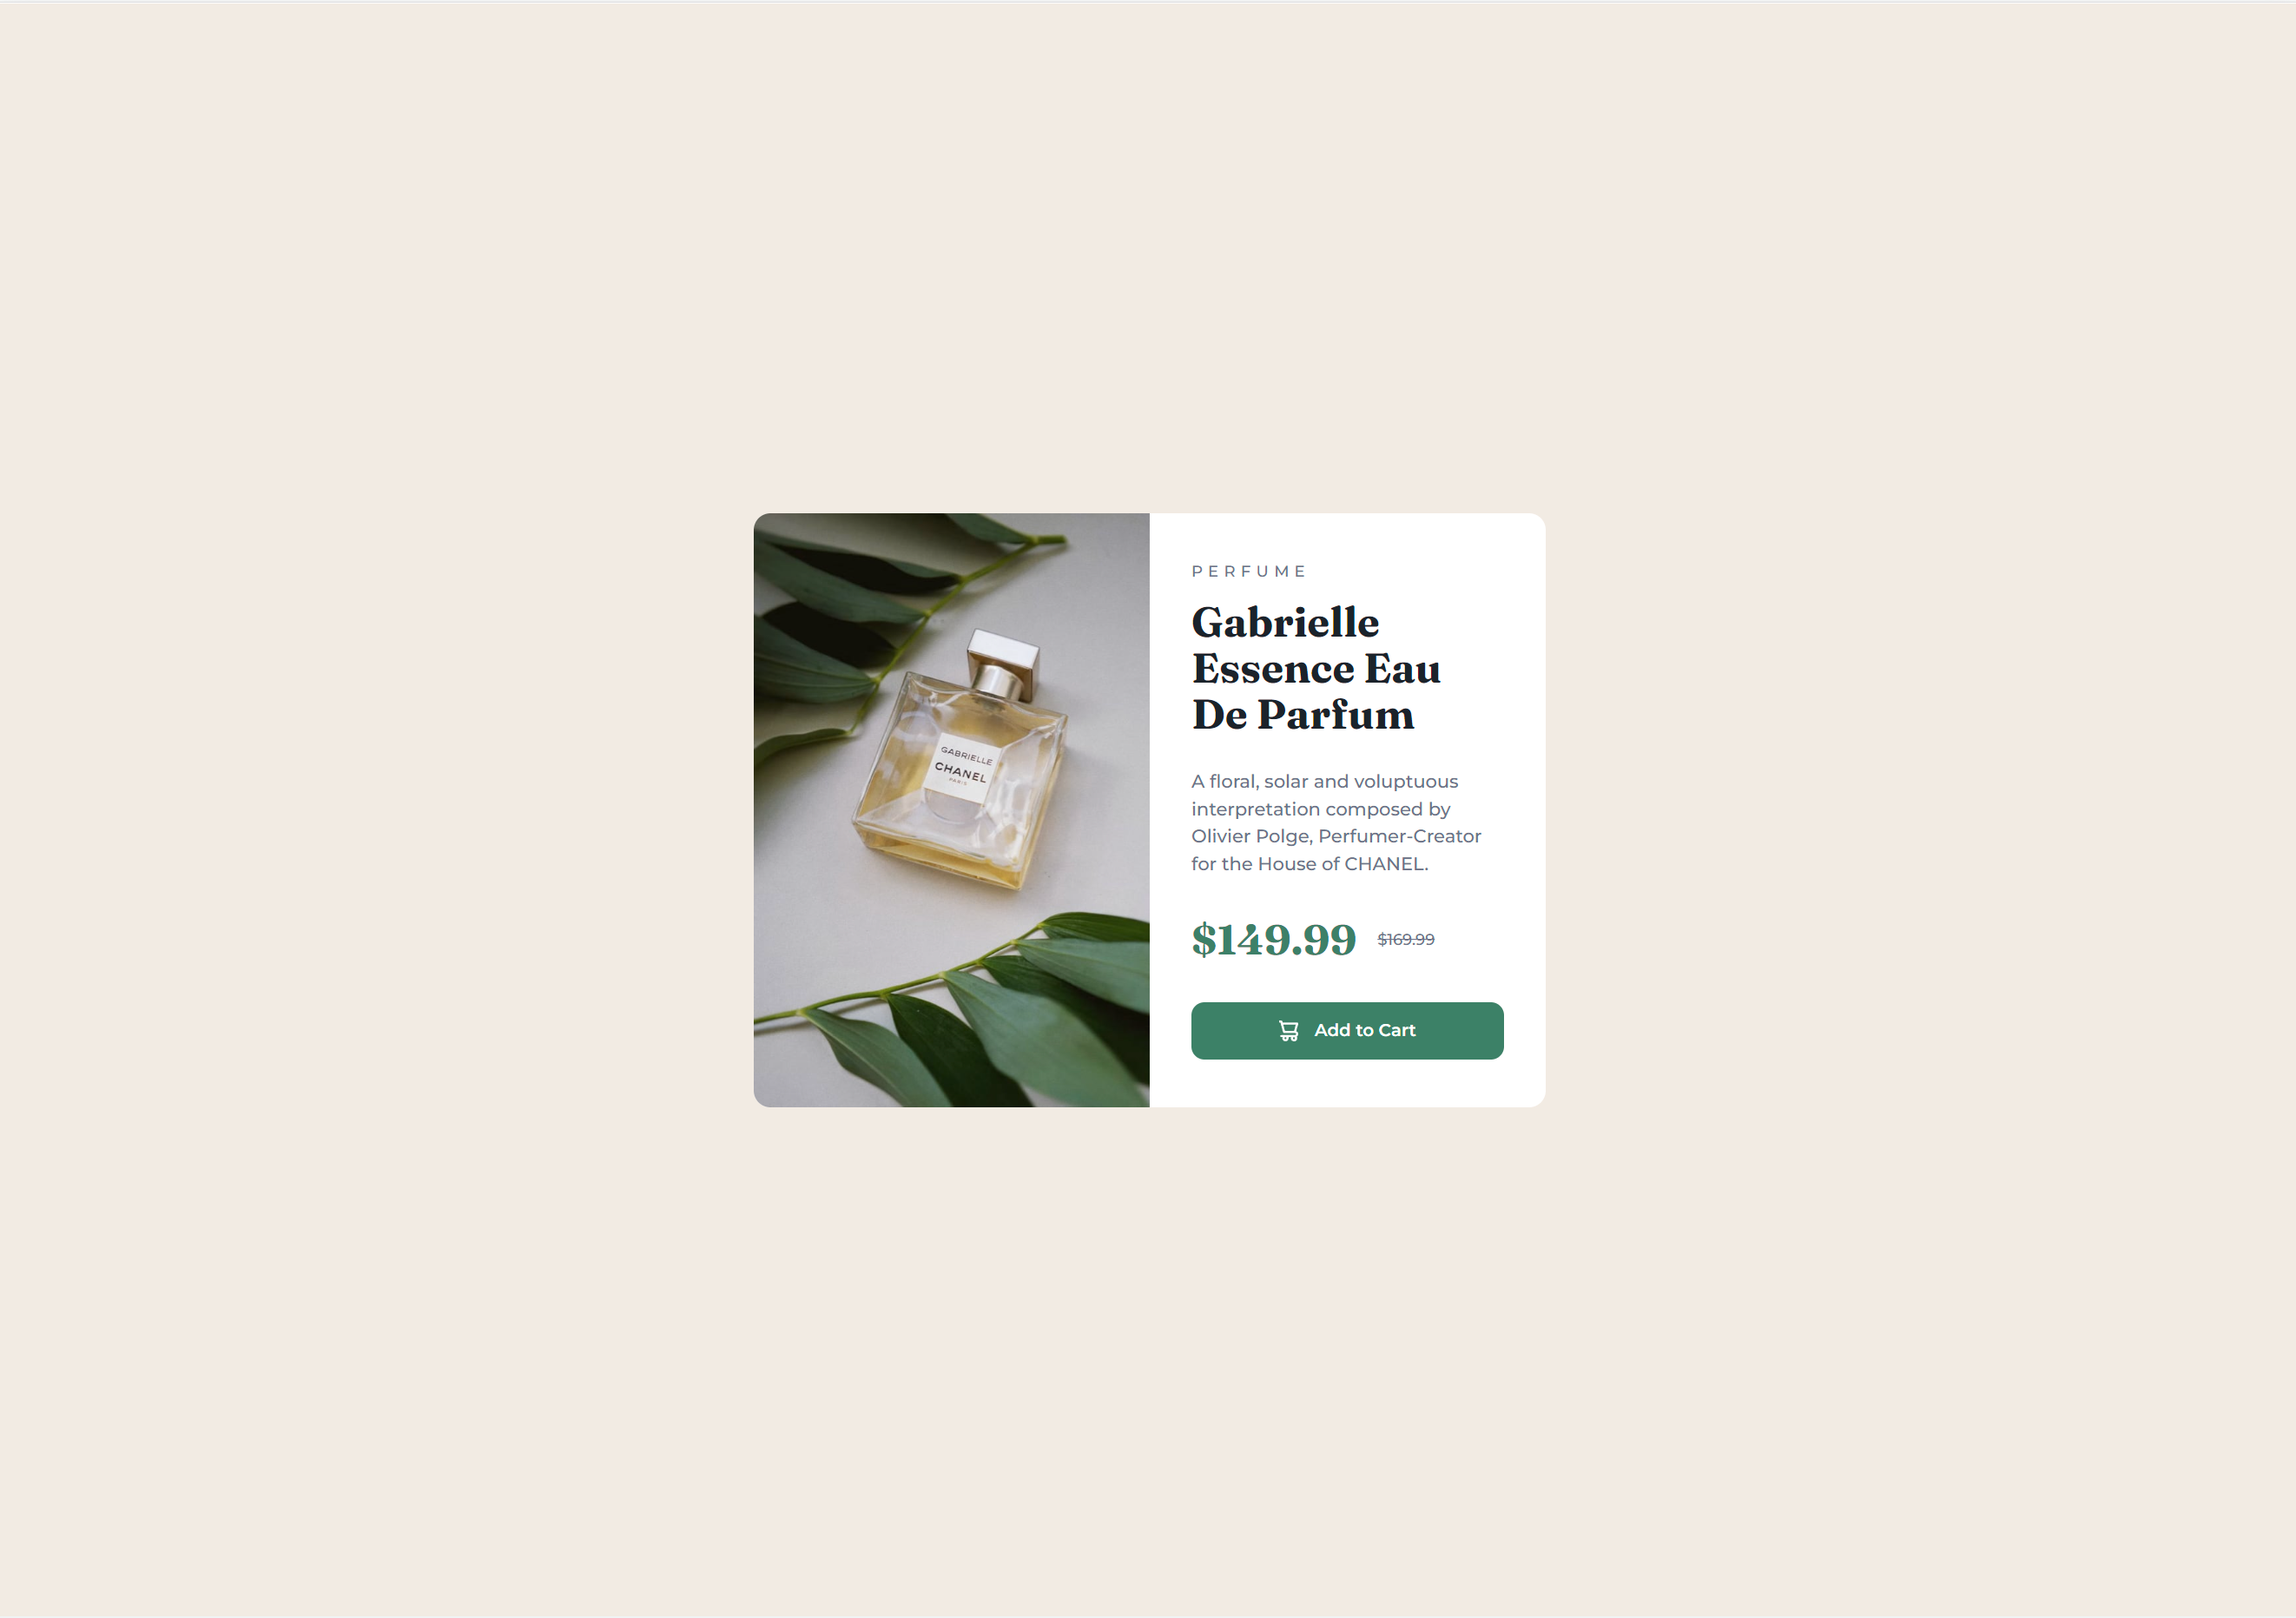 GABRIELLE
CHANEL
PARIS
PERFUME
Gabrielle
Essence Eau
De Parfum
A floral, solar and voluptuous
interpretation composed by
Olivier Polge, Perfumer-Creator
for the House of CHANEL.
$149.99 $169.99
Add to Cart